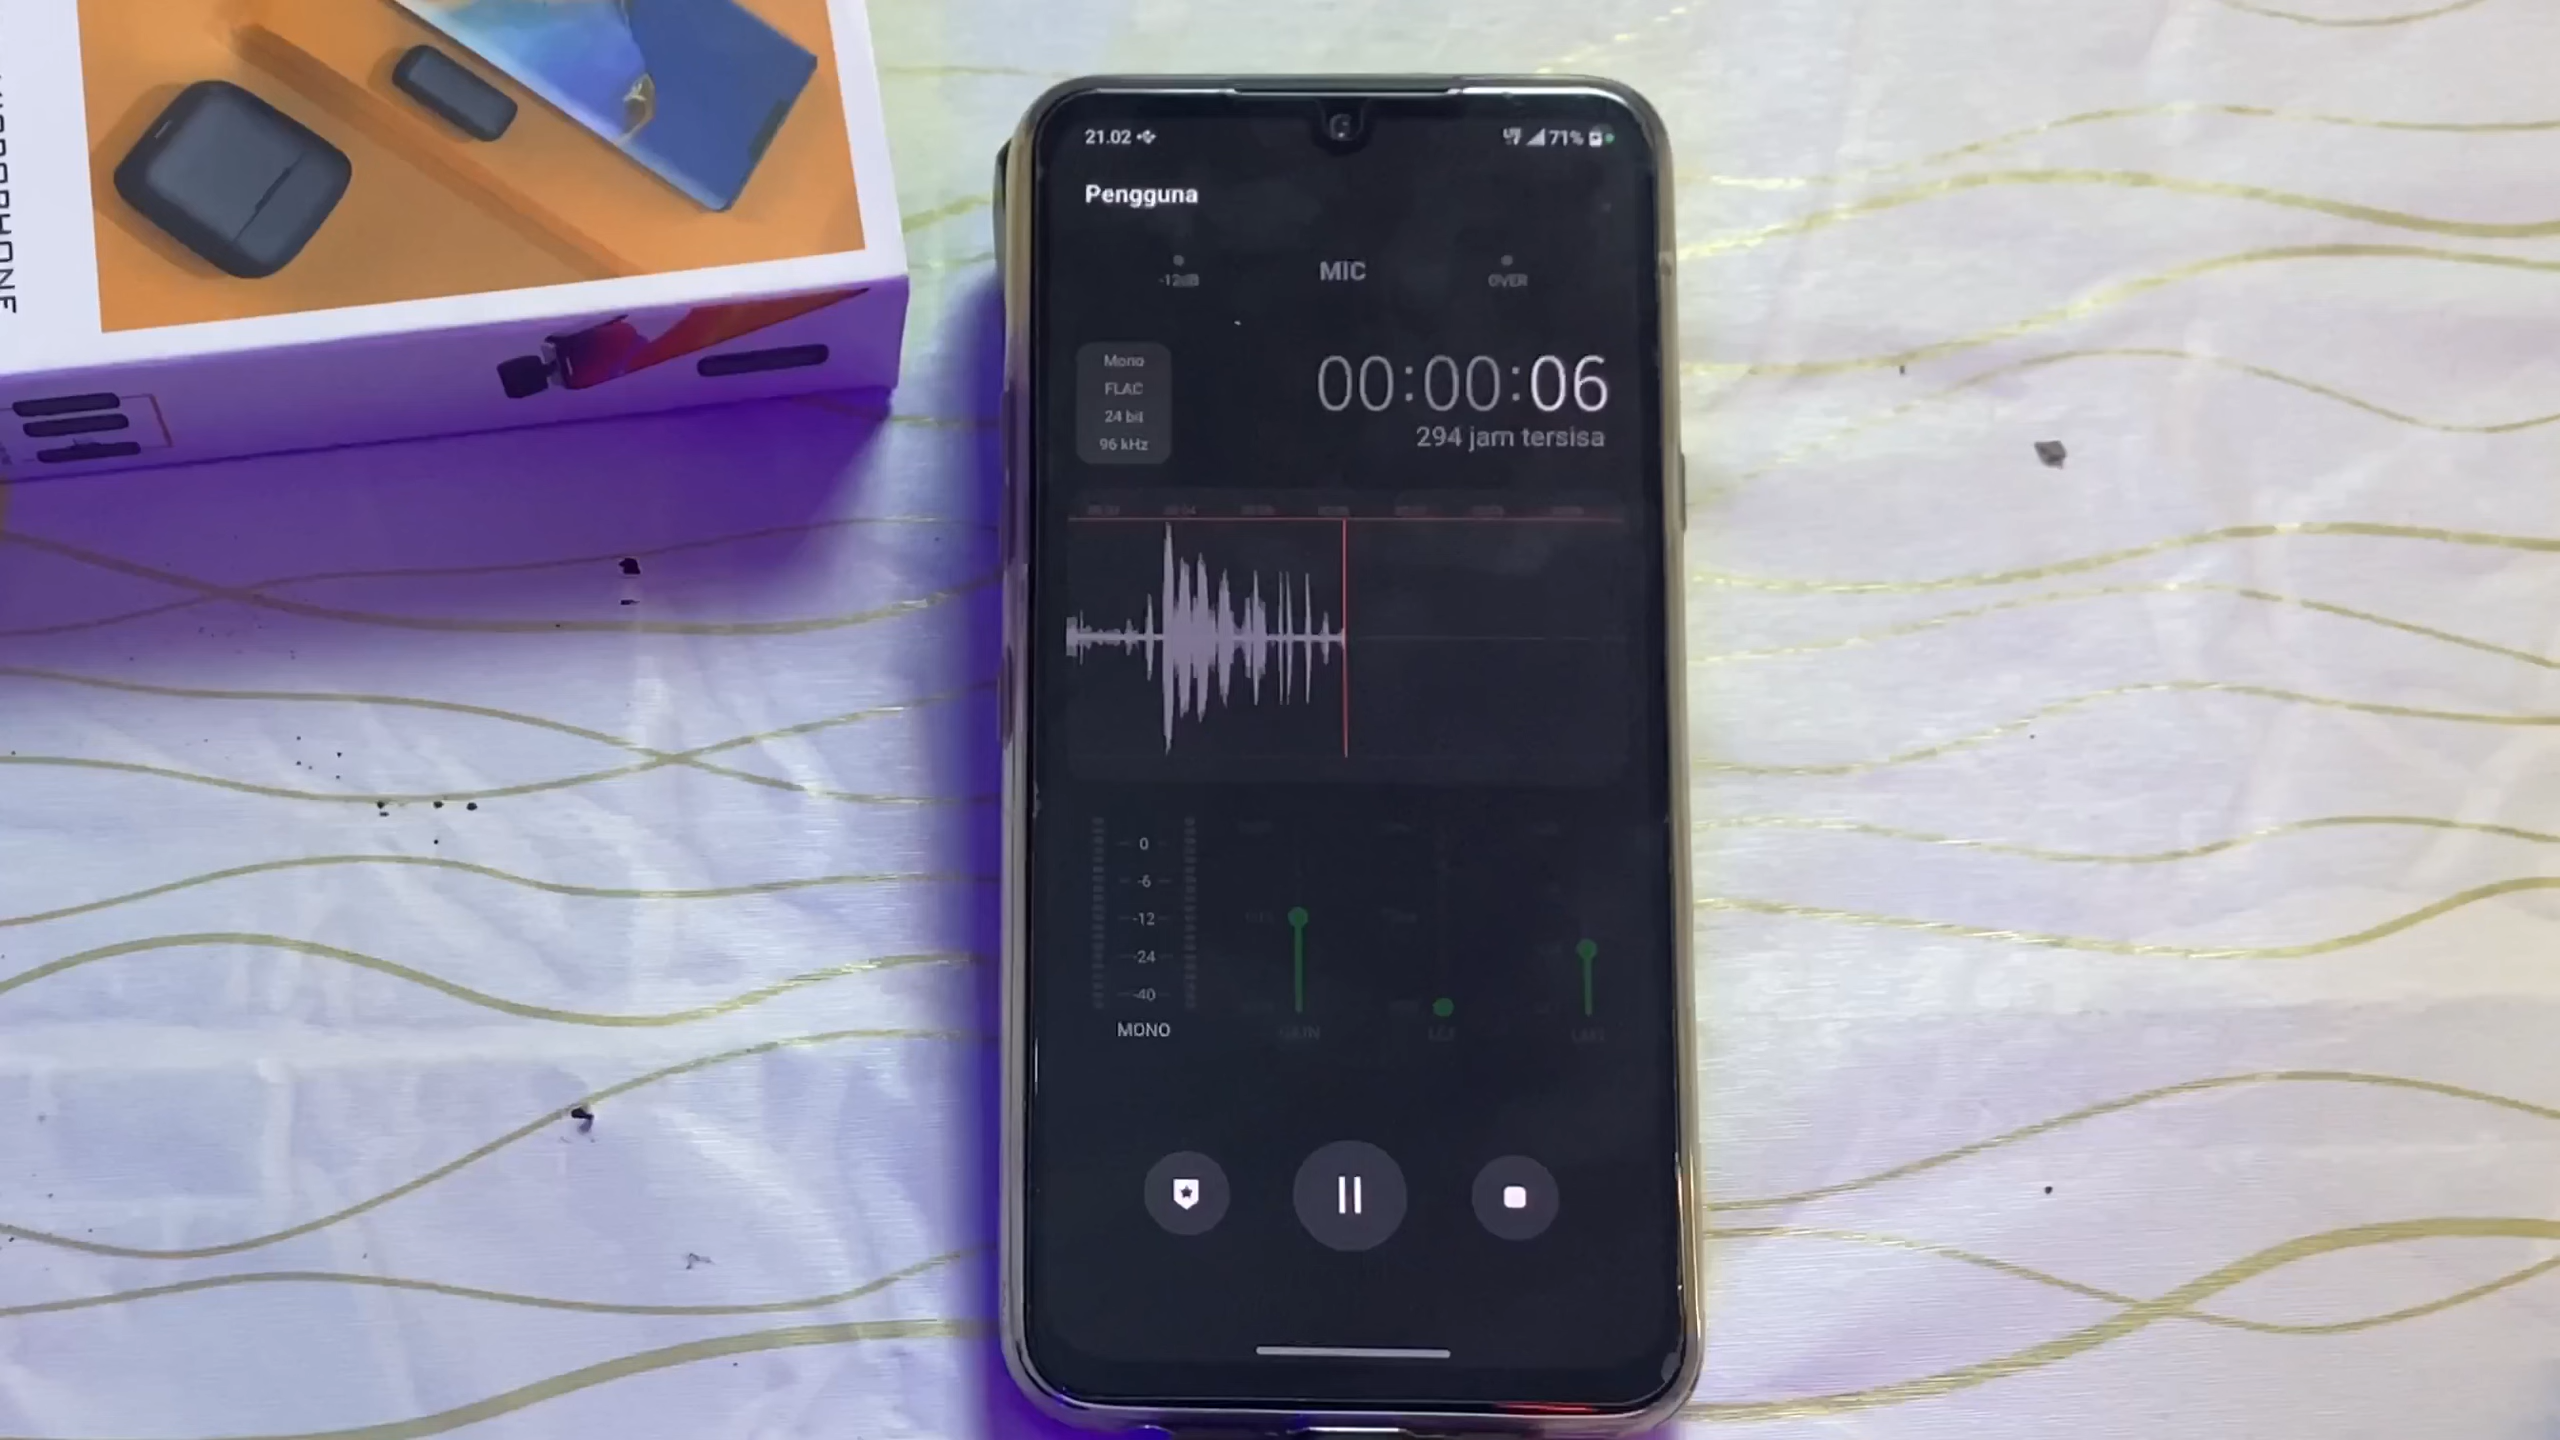 21.02
71%
Pengguna
-12dB
MIC
OVER
Mono
FLAC
24 bit
96 kHz
00:00:06
294 jam tersisa
0
-6
-12
-24
-40
MONO
GAIN